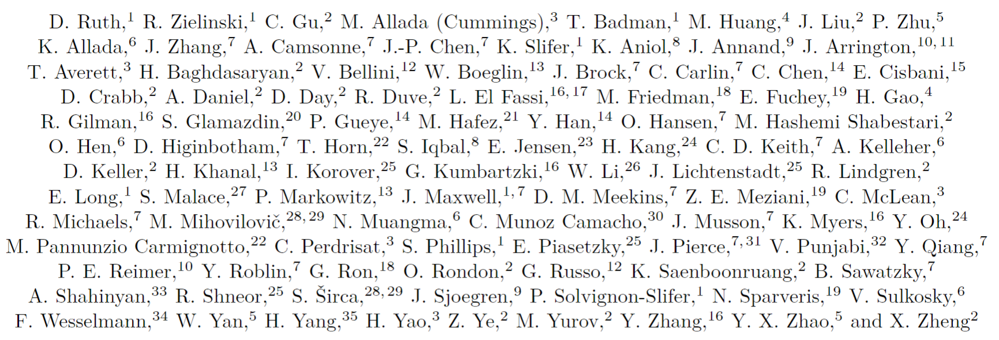 D. Ruth,¹ R. Zielinski,¹ C. Gu,² M. Allada (Cummings),³ T. Badman,¹ M. Huang,⁴ J. Liu,² P. Zhu,⁵
K. Allada,⁶ J. Zhang,⁷ A. Camsonne,⁷ J.-P. Chen,⁷ K. Slifer,¹ K. Aniol,⁸ J. Annand,⁹ J. Arrington,¹⁰, ¹¹
T. Averett,³ H. Baghdasaryan,² V. Bellini,¹² W. Boeglin,¹³ J. Brock,⁷ C. Carlin,⁷ C. Chen,¹⁴ E. Cisbani,¹⁵
D. Crabb,² A. Daniel,² D. Day,² R. Duve,² L. El Fassi,¹⁶, ¹⁷ M. Friedman,¹⁸ E. Fuchey,¹⁹ H. Gao,⁴
R. Gilman,¹⁶ S. Glamazdin,²⁰ P. Gueye,¹⁴ M. Hafez,²¹ Y. Han,¹⁴ O. Hansen,⁷ M. Hashemi Shabestari,²
O. Hen,⁶ D. Higinbotham,⁷ T. Horn,²² S. Iqbal,⁸ E. Jensen,²³ H. Kang,²⁴ C. D. Keith,⁷ A. Kelleher,⁶
D. Keller,² H. Khanal,¹³ I. Korover,²⁵ G. Kumbartzki,¹⁶ W. Li,²⁶ J. Lichtenstadt,²⁵ R. Lindgren,²
E. Long,¹ S. Malace,²⁷ P. Markowitz,¹³ J. Maxwell,¹, ⁷ D. M. Meekins,⁷ Z. E. Meziani,¹⁹ C. McLean,³
R. Michaels,⁷ M. Mihovilovič,²⁸, ²⁹ N. Muangma,⁶ C. Munoz Camacho,³⁰ J. Musson,⁷ K. Myers,¹⁶ Y. Oh,²⁴
M. Pannunzio Carmignotto,²² C. Perdrisat,³ S. Phillips,¹ E. Piasetzky,²⁵ J. Pierce,⁷, ³¹ V. Punjabi,³² Y. Qiang,⁷
P. E. Reimer,¹⁰ Y. Roblin,⁷ G. Ron,¹⁸ O. Rondon,² G. Russo,¹² K. Saenboonruang,² B. Sawatzky,⁷
A. Shahinyan,³³ R. Shneor,²⁵ S. Širca,²⁸, ²⁹ J. Sjoegren,⁹ P. Solvignon-Slifer,¹ N. Sparveris,¹⁹ V. Sulkosky,⁶
F. Wesselmann,³⁴ W. Yan,⁵ H. Yang,³⁵ H. Yao,³ Z. Ye,² M. Yurov,² Y. Zhang,¹⁶ Y. X. Zhao,⁵ and X. Zheng²